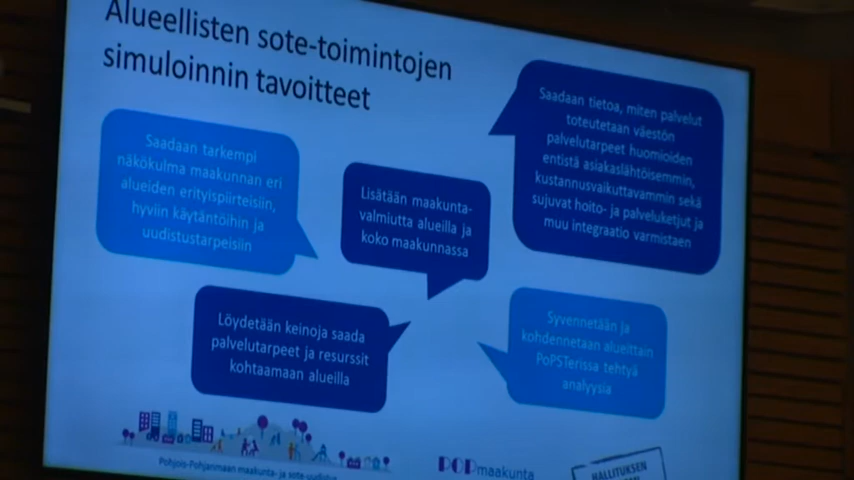 Alueellisten sote-toimintojen
simuloinnin tavoitteet
Saadaan tarkempi
näkökulma maakunnan eri
alueiden erityispiirteisiin,
hyviin käytäntöihin ja
uudistustarpeisiin
Lisätään maakunta-
valmiutta alueilla ja
koko maakunnassa
Saadaan tietoa, miten palvelut
toteutetaan väestön
palvelutarpeet huomioiden
entistä asiakaslähtöisemmin,
kustannusvaikuttavammin sekä
sujuvat hoito- ja palveluketjut ja
muu integraatio varmistaen
Löydetään keinoja saada
palvelutarpeet ja resurssit
kohtaamaan alueilla
Syvennetään ja
kohdennetaan alueittain
PoPSTerissa tehtyä
analyysia
Pohjois-Pohjanmaan maakunta- ja
POPmaakunta
HALLITUKSEN